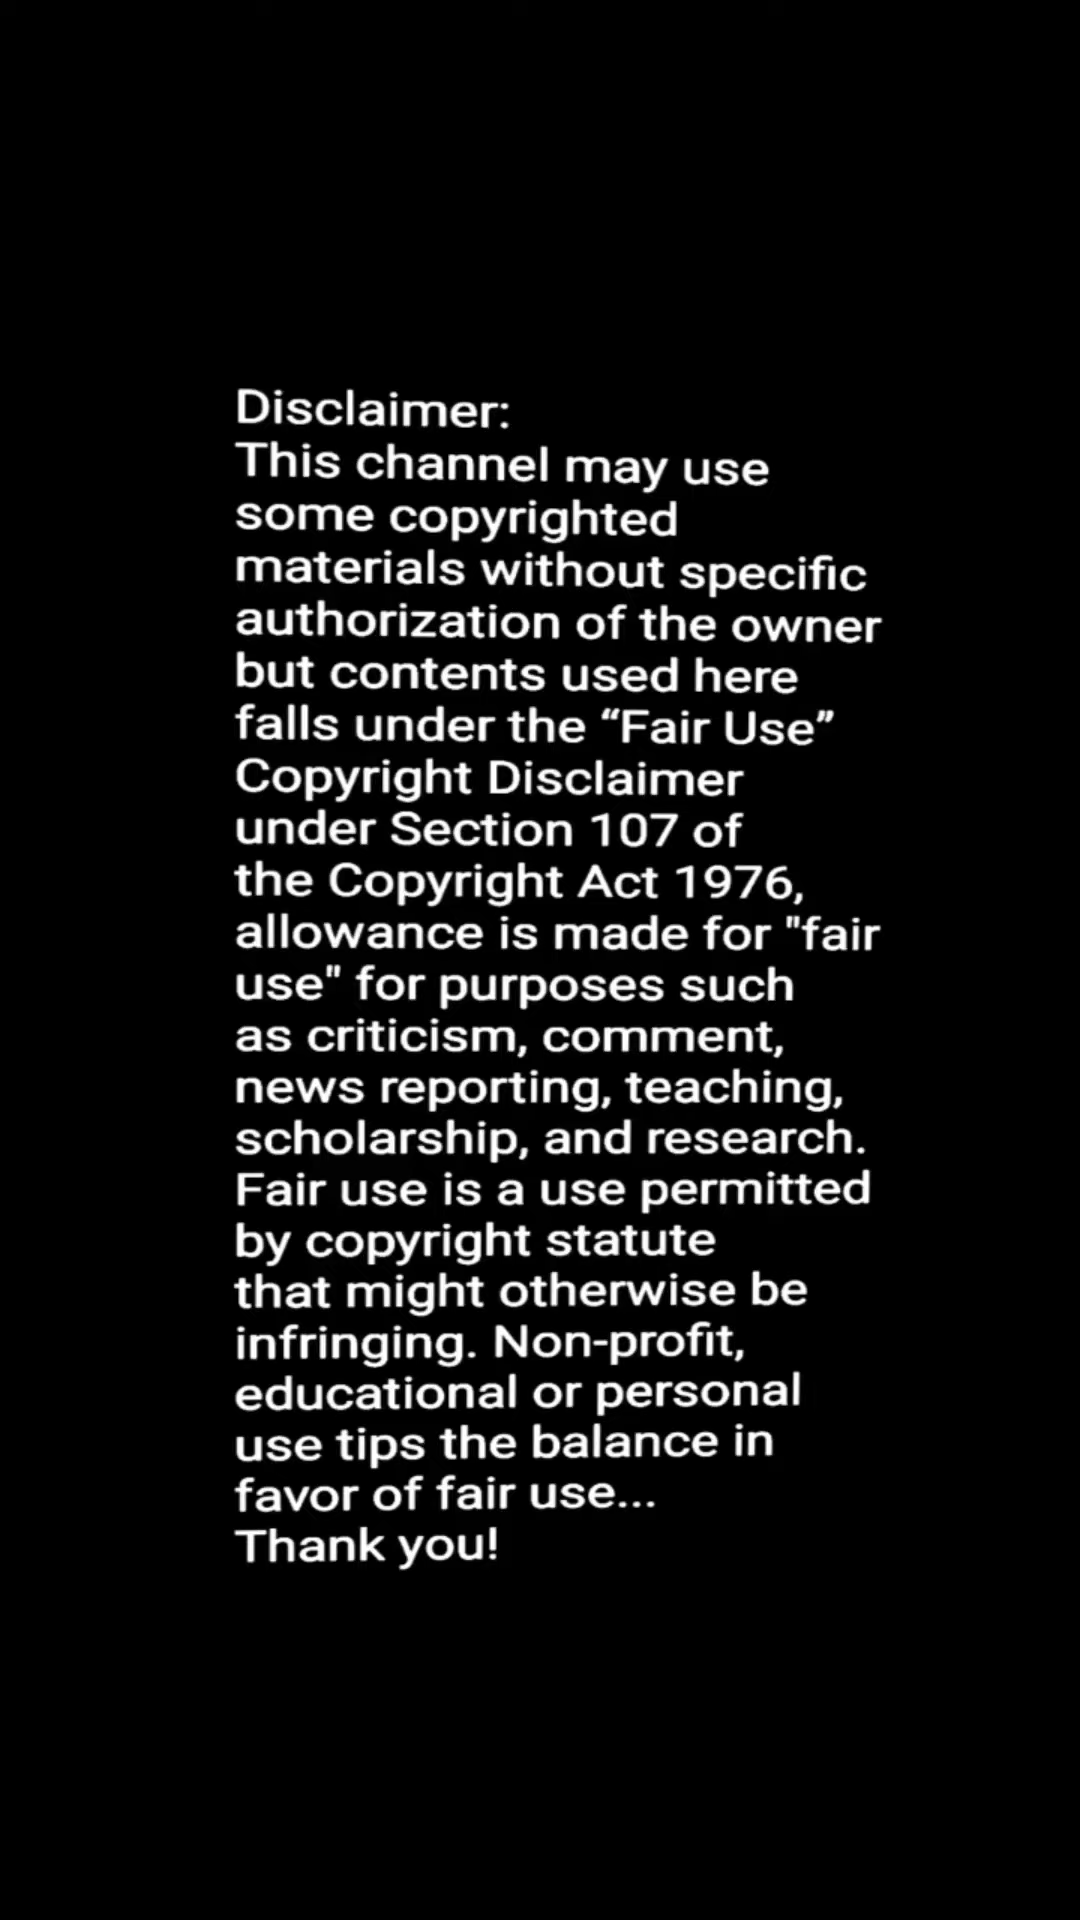 Disclaimer:
This channel may use
some copyrighted
materials without specific
authorization of the owner
but contents used here
falls under the “Fair Use”
Copyright Disclaimer
under Section 107 of
the Copyright Act 1976,
allowance is made for "fair
use" for purposes such
as criticism, comment,
news reporting, teaching,
scholarship, and research.
Fair use is a use permitted
by copyright statute
that might otherwise be
infringing. Non-profit,
educational or personal
use tips the balance in
favor of fair use...
Thank you!